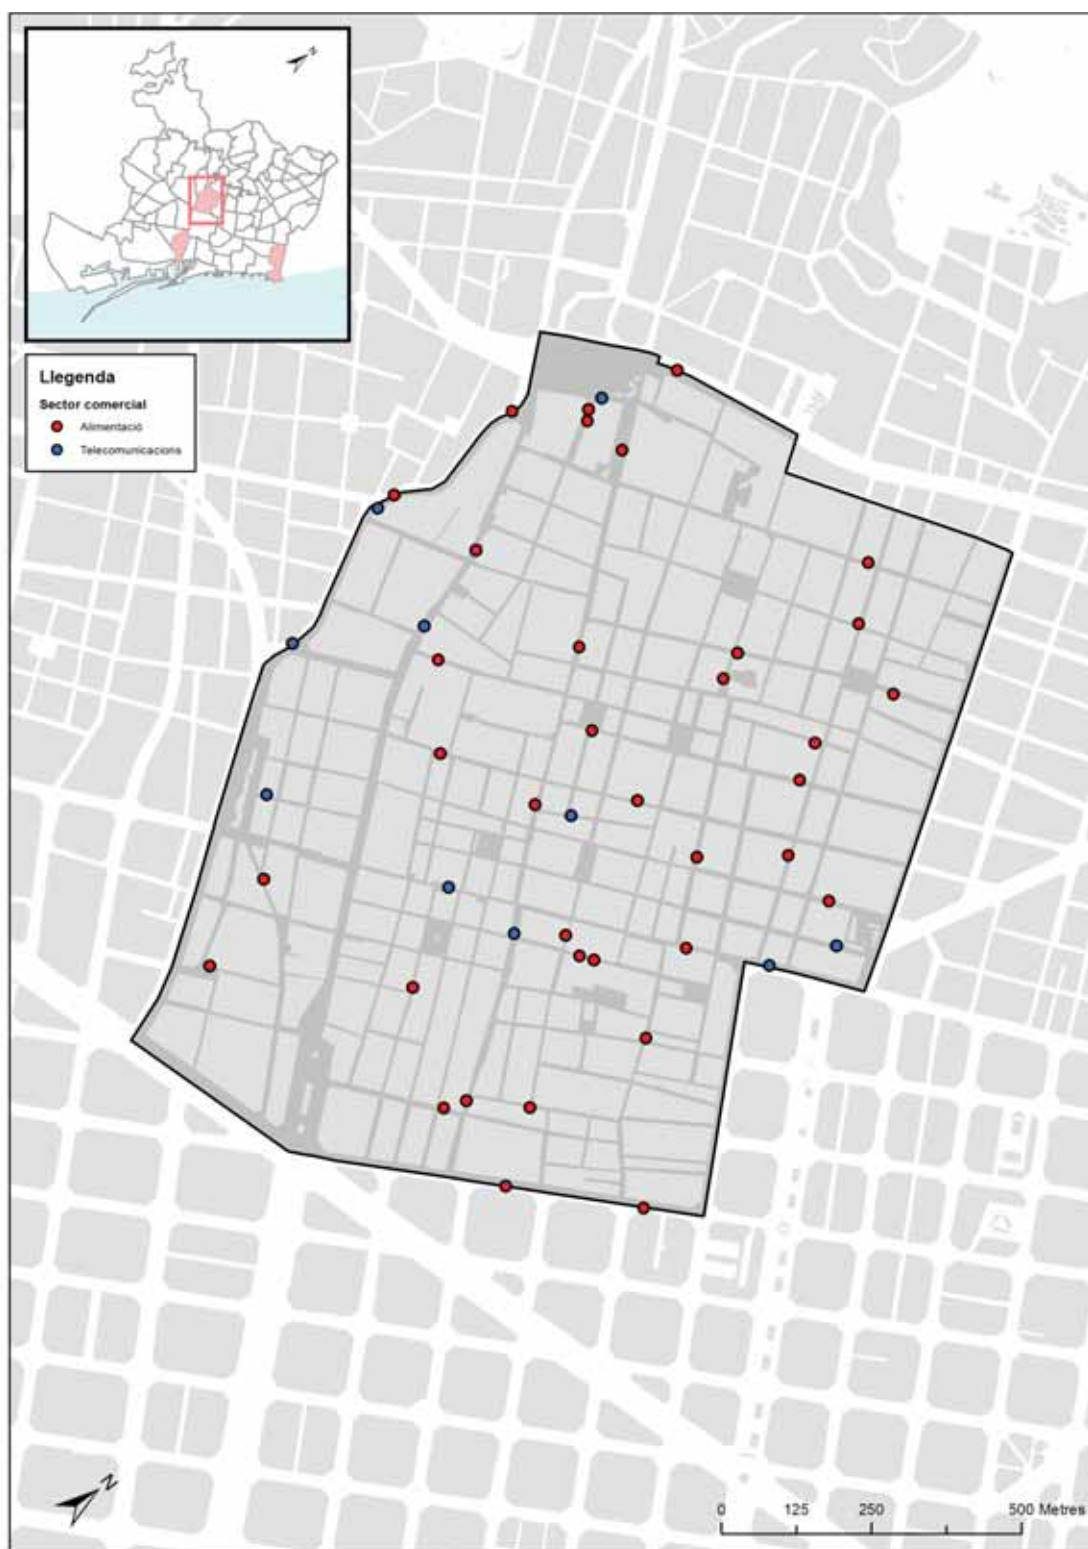 N
Llegenda
Sector comercial
Alimentació
Telecomunicacions
N
0 125 250 500 Metres